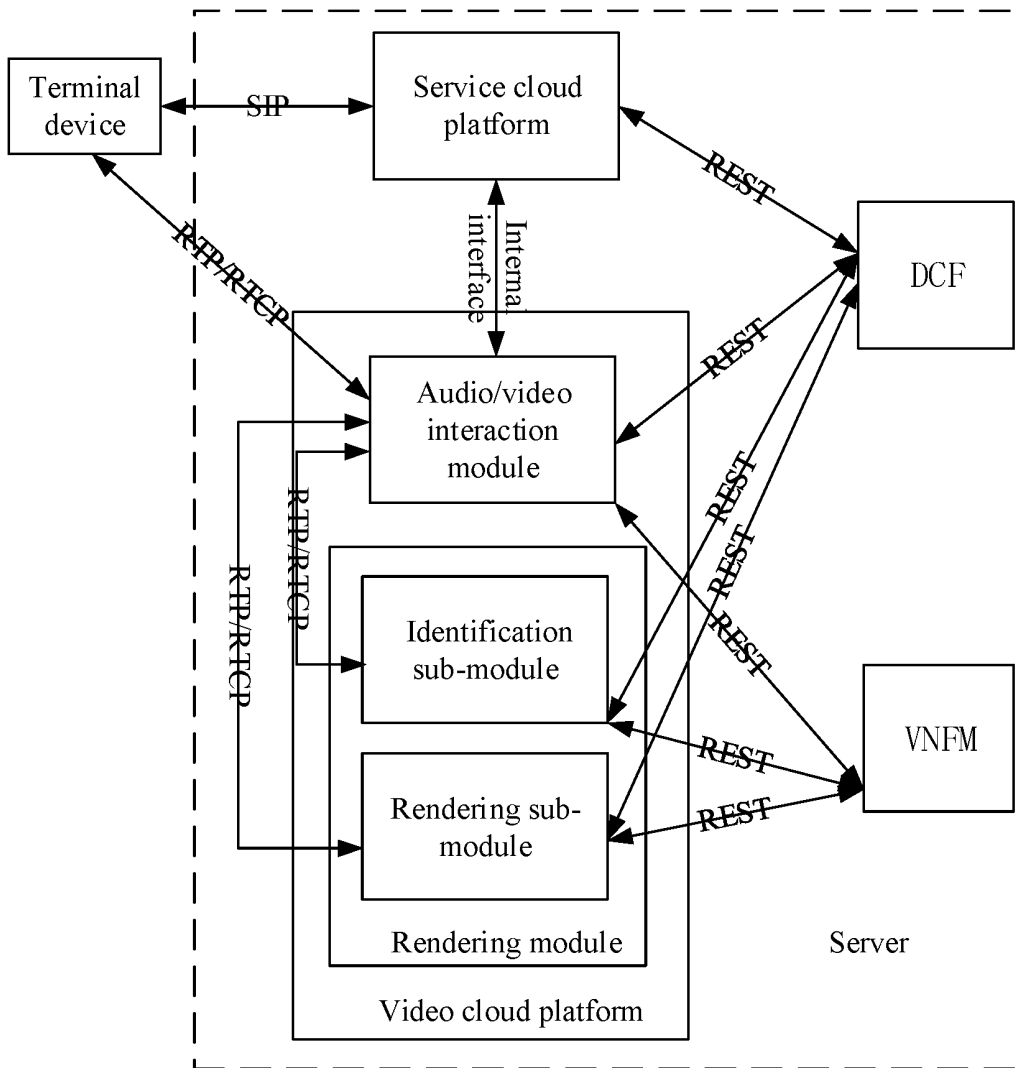 Terminal
device
SIP
Service cloud
platform
REST
DCF
RTP/RTCP
Internal
interface
REST
Audio/video
interaction
module
REST
REST
RTP/RTCP
RTP/RTCP
REST
Identification
sub-module
VNFM
REST
REST
Rendering sub-
module
Rendering module
Server
Video cloud platform